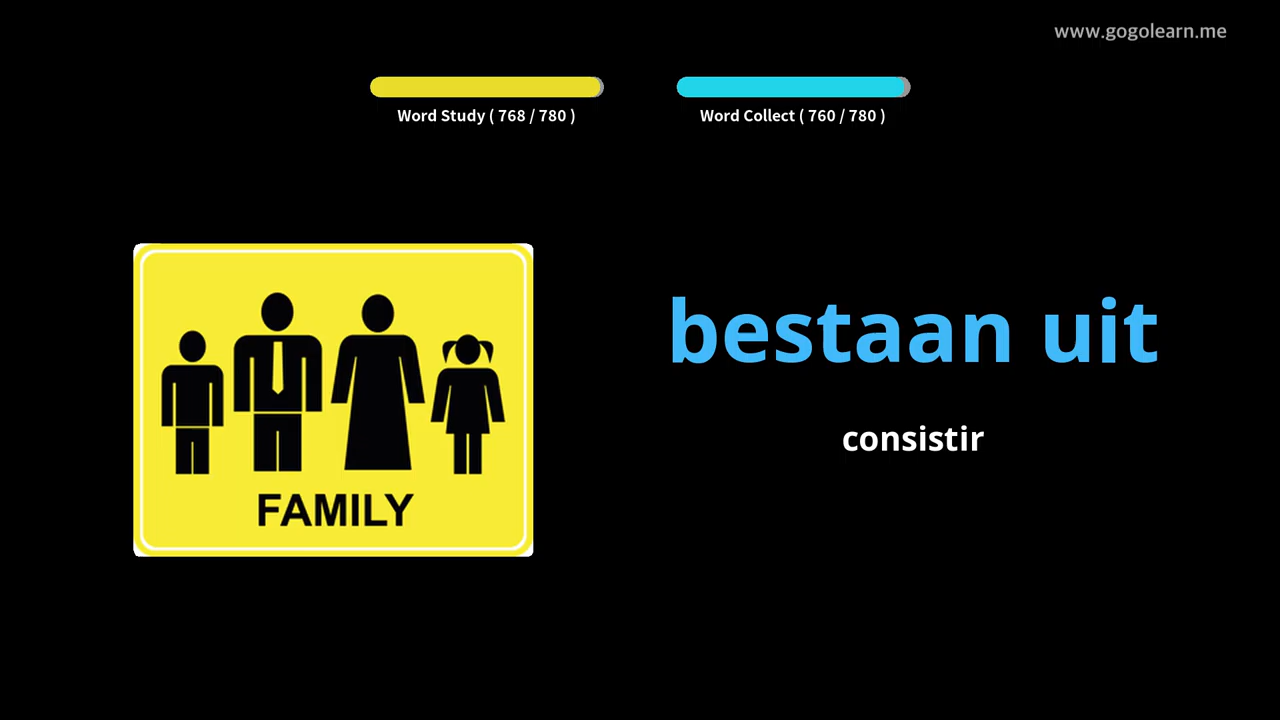 www.gogolearn.me
Word Study ( 768 / 780 )
Word Collect ( 760 / 780 )
bestaan uit
consistir
FAMILY